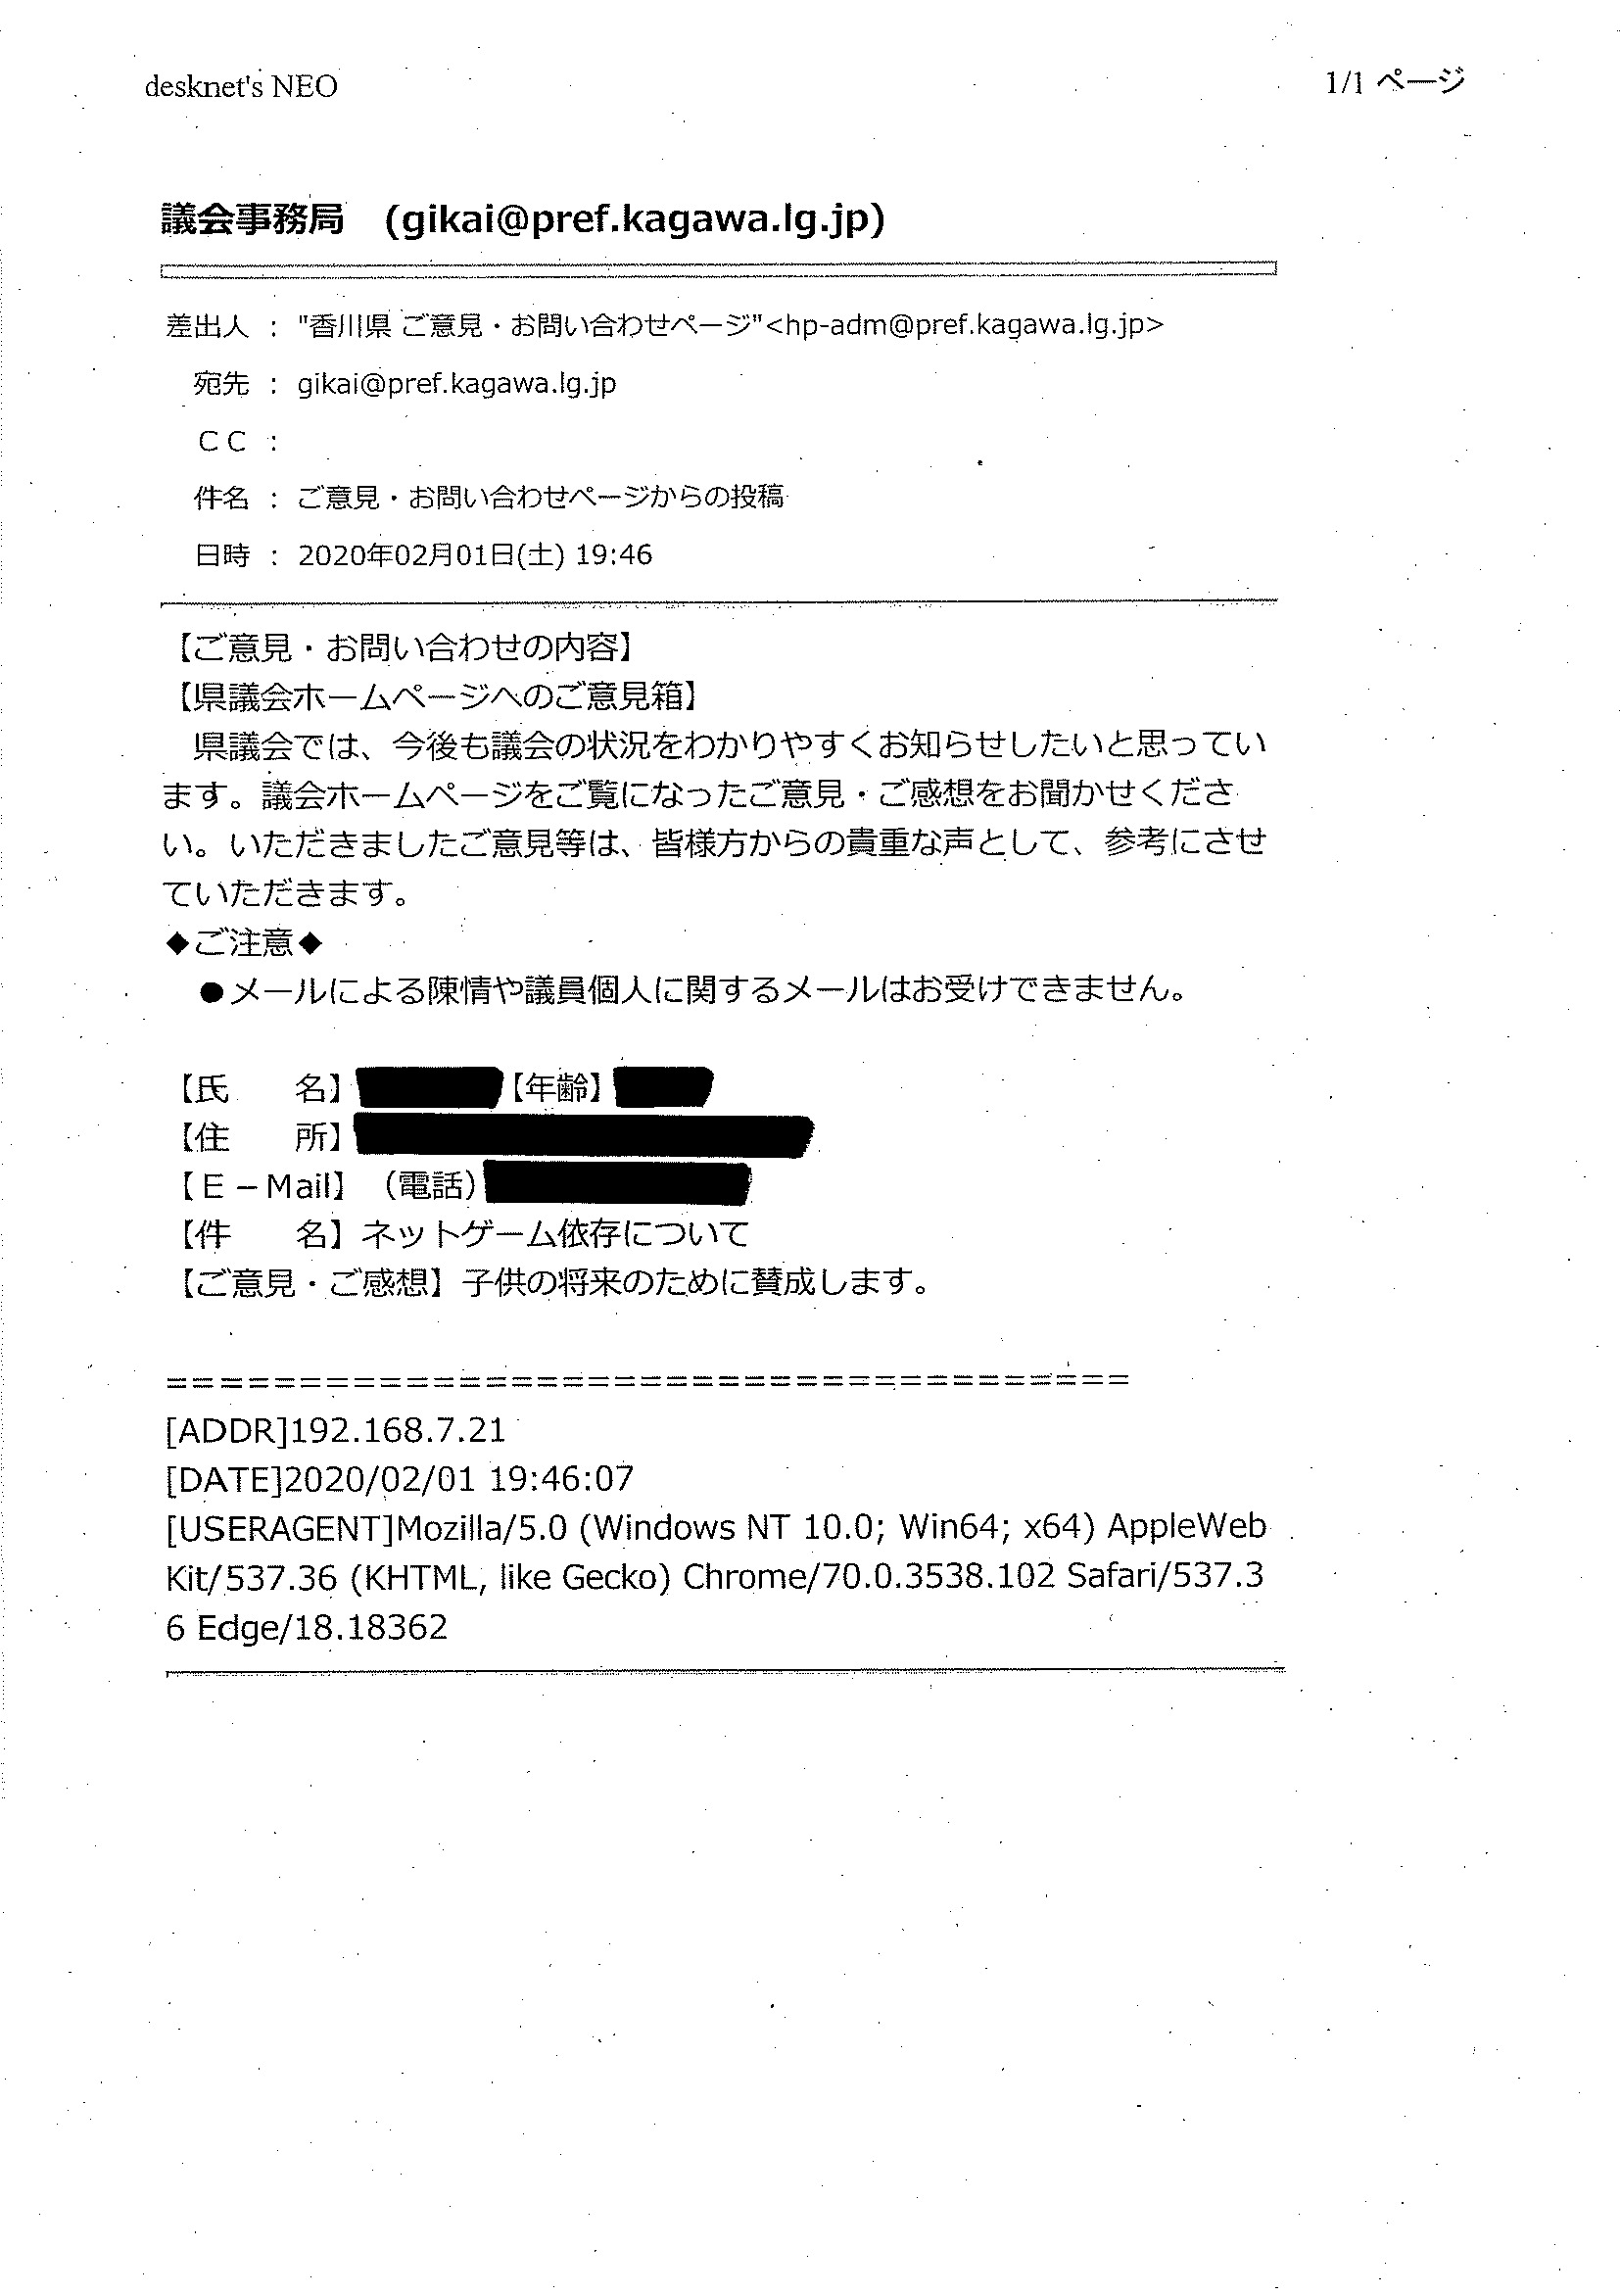 desknet's NEO
1/1 ページ
議会事務局　(gikai@pref.kagawa.lg.jp)
差出人 : "香川県 ご意見・お問い合わせページ"<hp-adm@pref.kagawa.lg.jp>
宛先 : gikai@pref.kagawa.lg.jp
ＣＣ :
件名 : ご意見・お問い合わせページからの投稿
日時 : 2020年02月01日(土) 19:46
【ご意見・お問い合わせの内容】
【県議会ホームページへのご意見箱】
　県議会では、今後も議会の状況をわかりやすくお知らせしたいと思ってい
ます。議会ホームページをご覧になったご意見・ご感想をお聞かせくださ
い。いただきましたご意見等は、皆様方からの貴重な声として、参考にさせ
ていただきます。
◆ご注意◆
　●メールによる陳情や議員個人に関するメールはお受けできません。
【氏　　名】【年齢】
【住　　所】
【Ｅ－Mail】（電話）
【件　　名】ネットゲーム依存について
【ご意見・ご感想】子供の将来のために賛成します。
=====================================
[ADDR]192.168.7.21
[DATE]2020/02/01 19:46:07
[USERAGENT]Mozilla/5.0 (Windows NT 10.0; Win64; x64) AppleWeb
Kit/537.36 (KHTML, like Gecko) Chrome/70.0.3538.102 Safari/537.3
6 Edge/18.18362